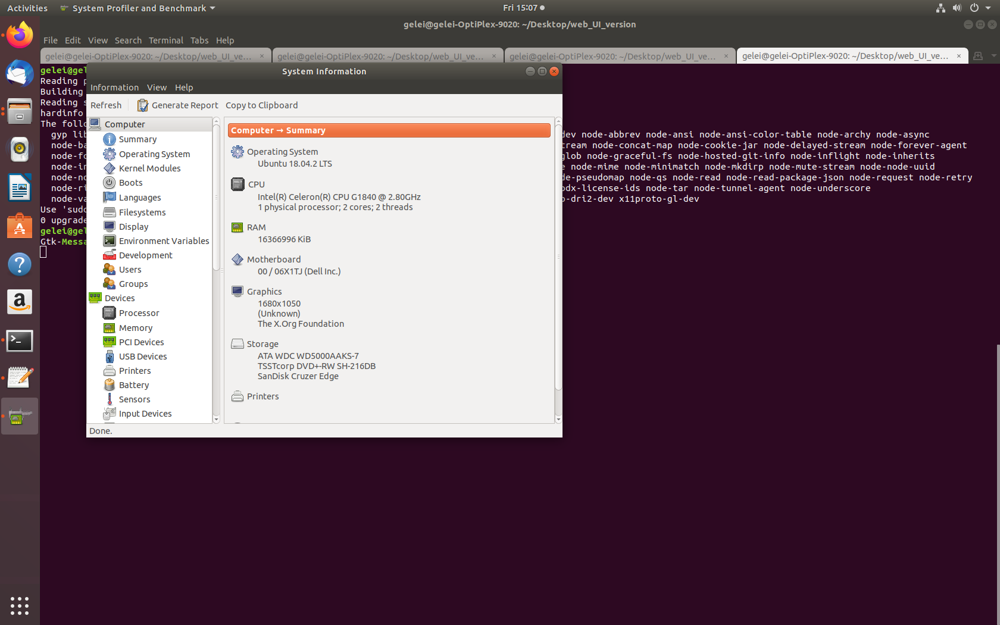 Activities System Profiler and Benchmark Fri 15:07
gelei@gelei-OptiPlex-9020: ~/Desktop/web_UI_version
File Edit View Search Terminal Tabs Help
gelei@gelei-OptiPlex-9020: ~/Desktop/web_UI_ve... × gelei@gelei-OptiPlex-9020: ~/Desktop/web_UI_ve... × gelei@gelei-OptiPlex-9020: ~/Desktop/web_UI_ve... × gelei@gelei-OptiPlex-9020: ~/Desktop/web_UI_ve... ×
gelei@gel
Reading p
Building
Reading s
hardinfo
The follo
gyp lib
node-ba
node-fo
node-in
node-no
node-ri
node-va
Use 'sudo
0 upgrade
gelei@gel
Gtk-Messa
dev node-abbrev node-ansi node-ansi-color-table node-archy node-async
tream node-concat-map node-cookie-jar node-delayed-stream node-forever-agent
glob node-graceful-fs node-hosted-git-info node-inflight node-inherits
e node-mime node-minimatch node-mkdirp node-mute-stream node-node-uuid
de-pseudomap node-qs node-read node-read-package-json node-request node-retry
pdx-license-ids node-tar node-tunnel-agent node-underscore
o-dri2-dev x11proto-gl-dev
System Information
Information View Help
Refresh Generate Report Copy to Clipboard
Computer
Summary
Operating System
Kernel Modules
Boots
Languages
Filesystems
Display
Environment Variables
Development
Users
Groups
Devices
Processor
Memory
PCI Devices
USB Devices
Printers
Battery
Sensors
Input Devices
Computer → Summary
Operating System
Ubuntu 18.04.2 LTS
CPU
Intel(R) Celeron(R) CPU G1840 @ 2.80GHz
1 physical processor; 2 cores; 2 threads
RAM
16366996 KiB
Motherboard
00 / 06X1TJ (Dell Inc.)
Graphics
1680x1050
(Unknown)
The X.Org Foundation
Storage
ATA WDC WD5000AAKS-7
TSSTcorp DVD+-RW SH-216DB
SanDisk Cruzer Edge
Printers
Done.